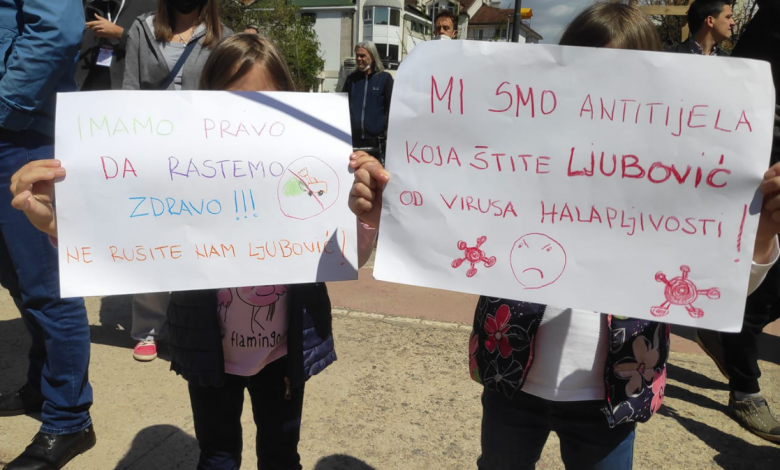 IMAMO PRAVO
DA RASTEMO
ZDRAVO !!!
NE RUŠITE NAM LJUBOVIĆ!
flamingo
MI SMO ANTITIJELA
KOJA ŠTITE LJUBOVIĆ
OD VIRUSA HALAPLJIVOSTI!